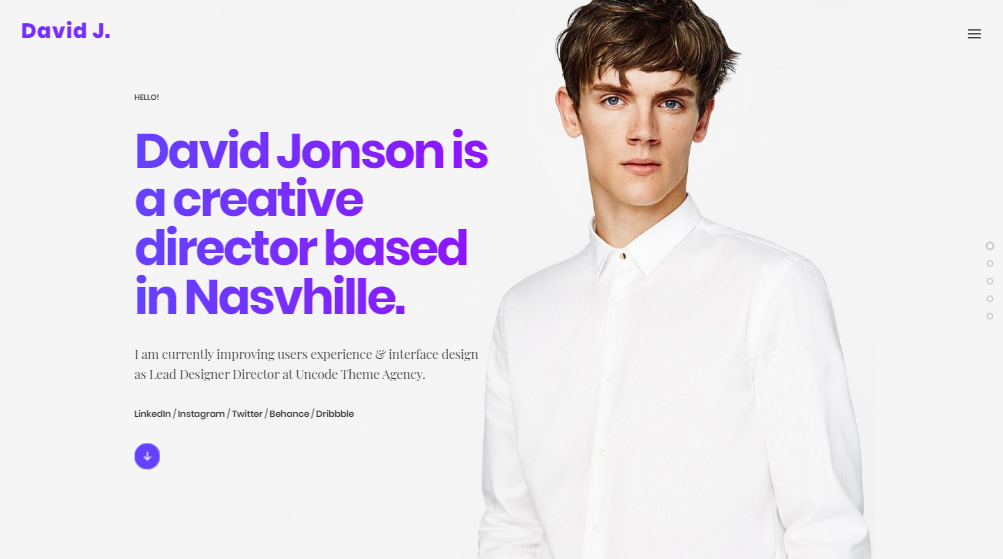 David J.
HELLO!
David Jonson is
a creative
director based
in Nasvhille.
I am currently improving users experience & interface design
as Lead Designer Director at Uncode Theme Agency.
LinkedIn / Instagram / Twitter / Behance / Dribbble